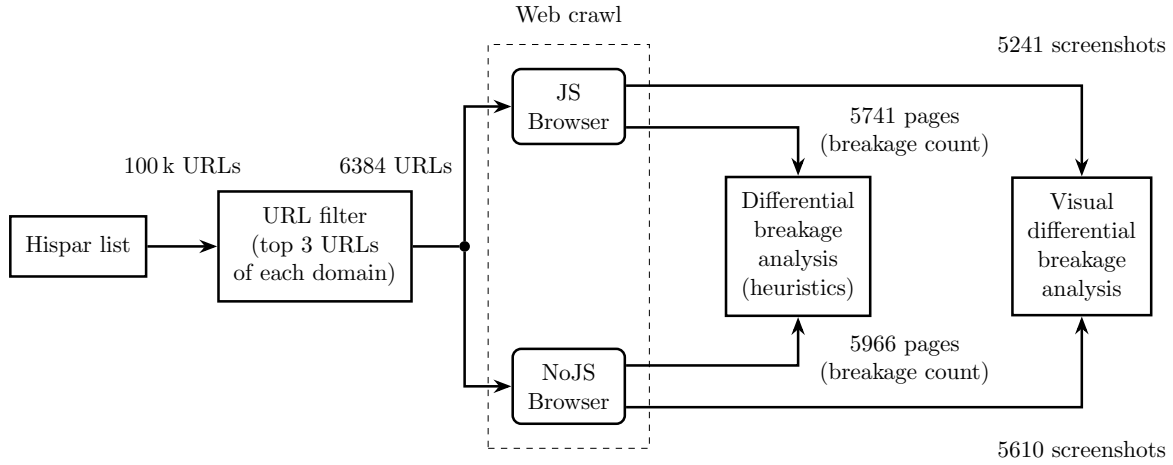 Web crawl
5241 screenshots
JS
Browser
5741 pages
(breakage count)
100 k URLs
6384 URLs
Hispar list
URL filter
(top 3 URLs
of each domain)
Differential
breakage
analysis
(heuristics)
Visual
differential
breakage
analysis
NoJS
Browser
5966 pages
(breakage count)
5610 screenshots